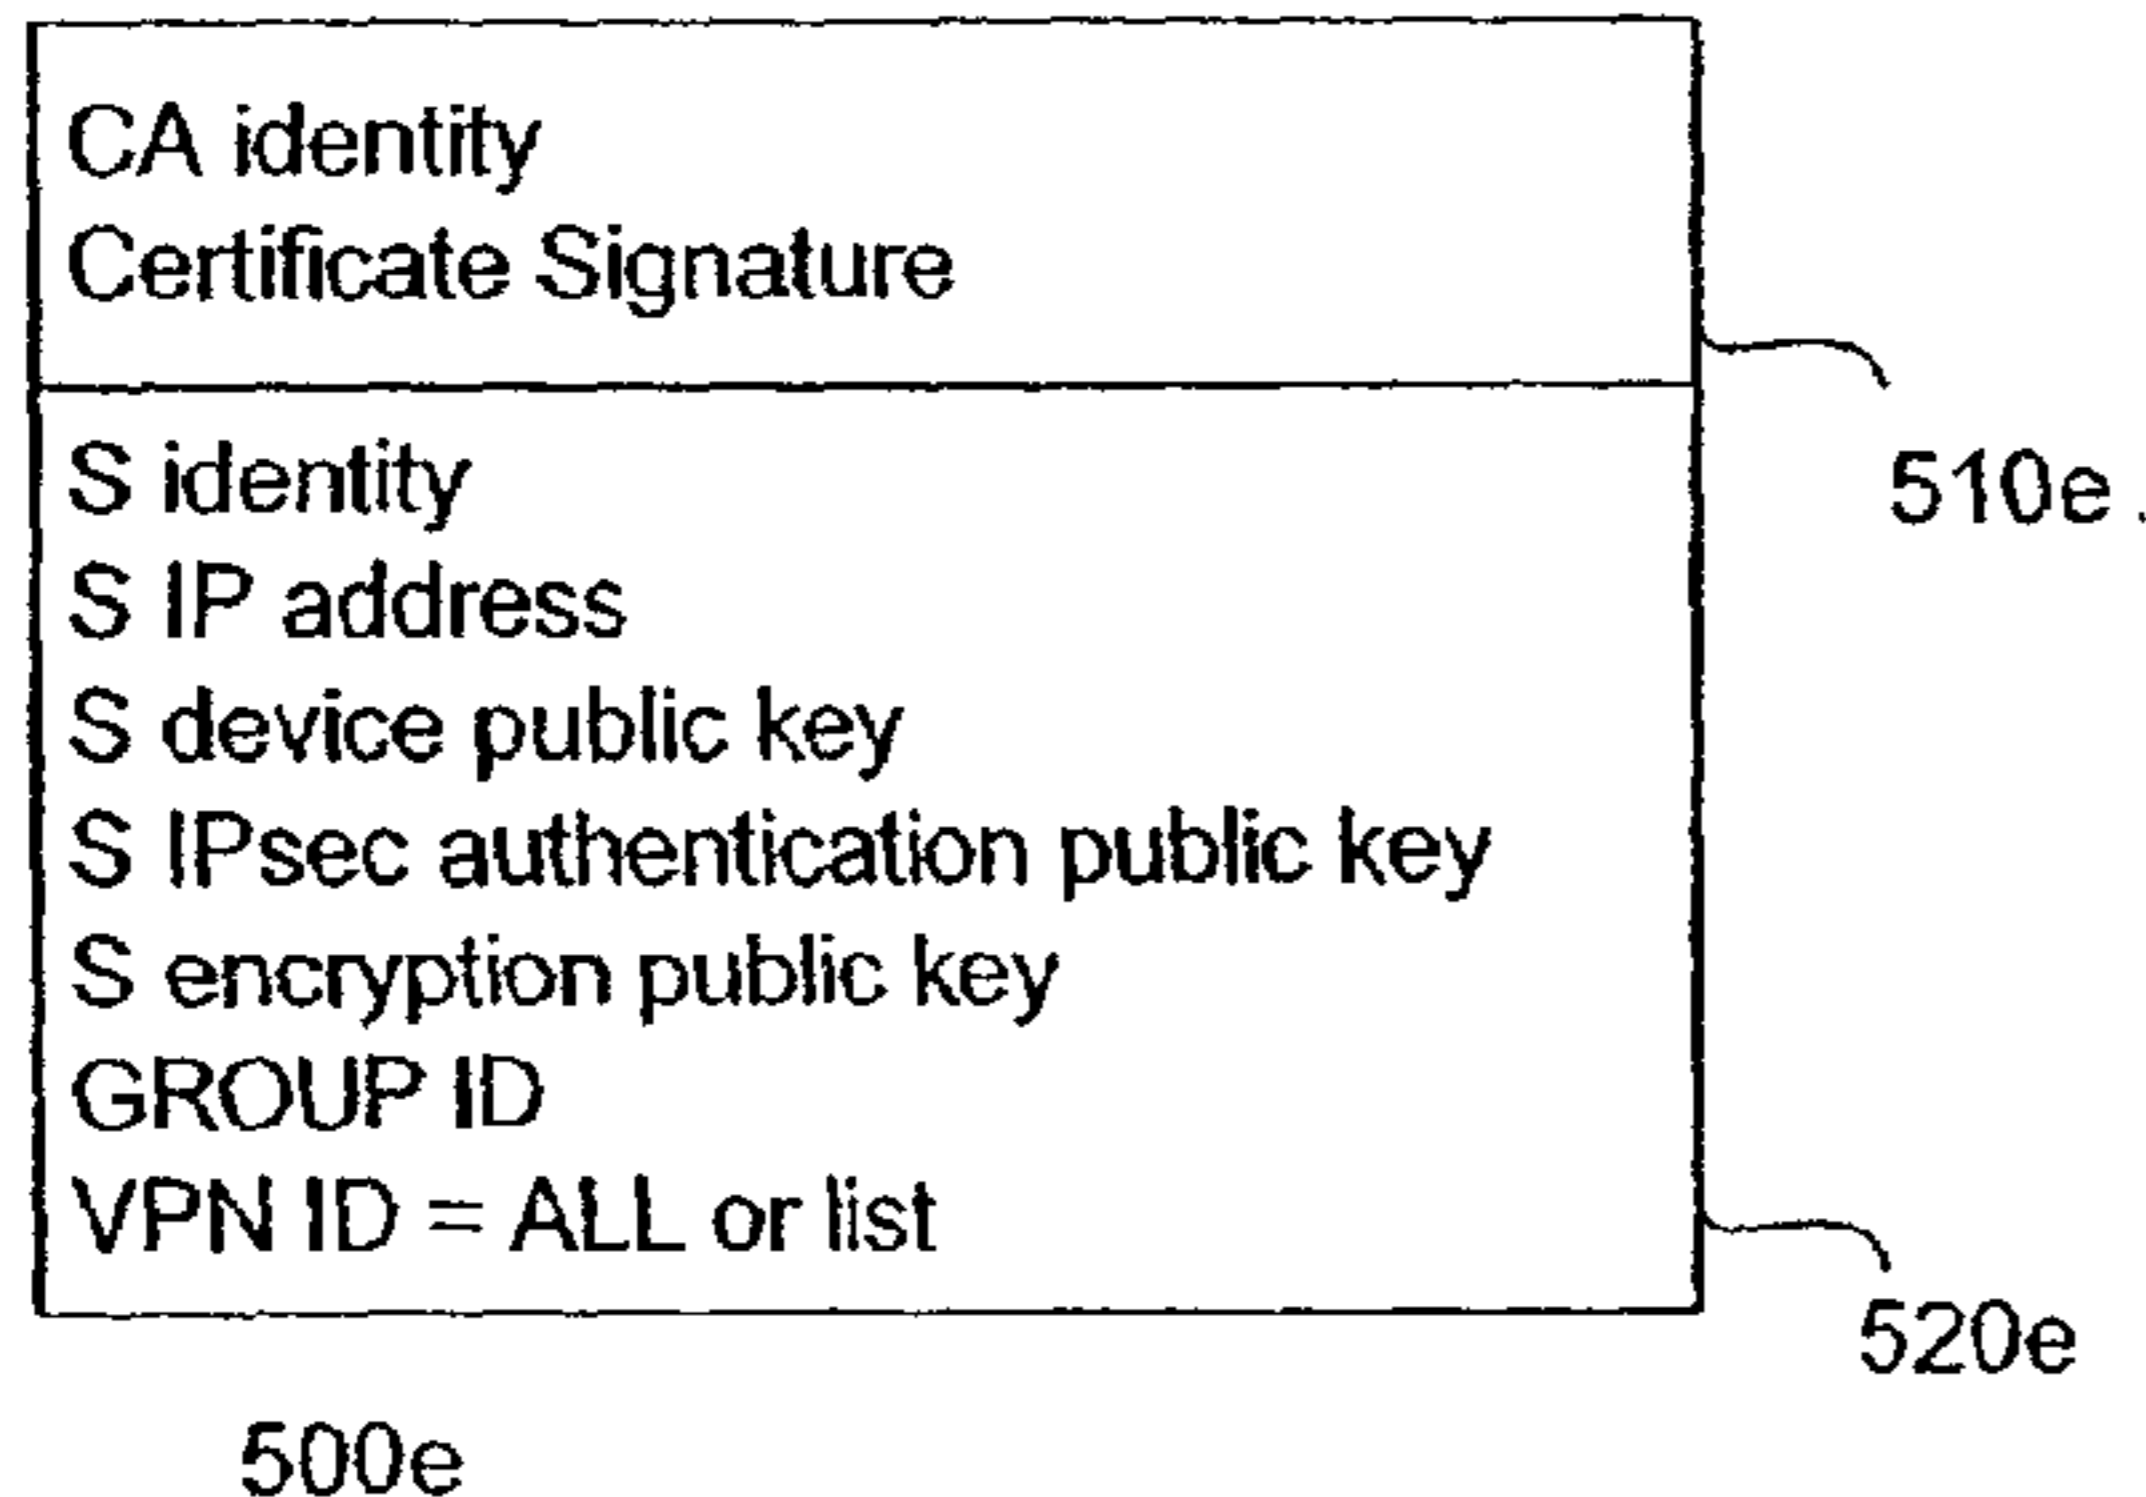 CA identity
Certificate Signature
510e
S identity
S IP address
S device public key
S IPsec authentication public key
S encryption public key
GROUP ID
VPN ID = ALL or list
520e
500e